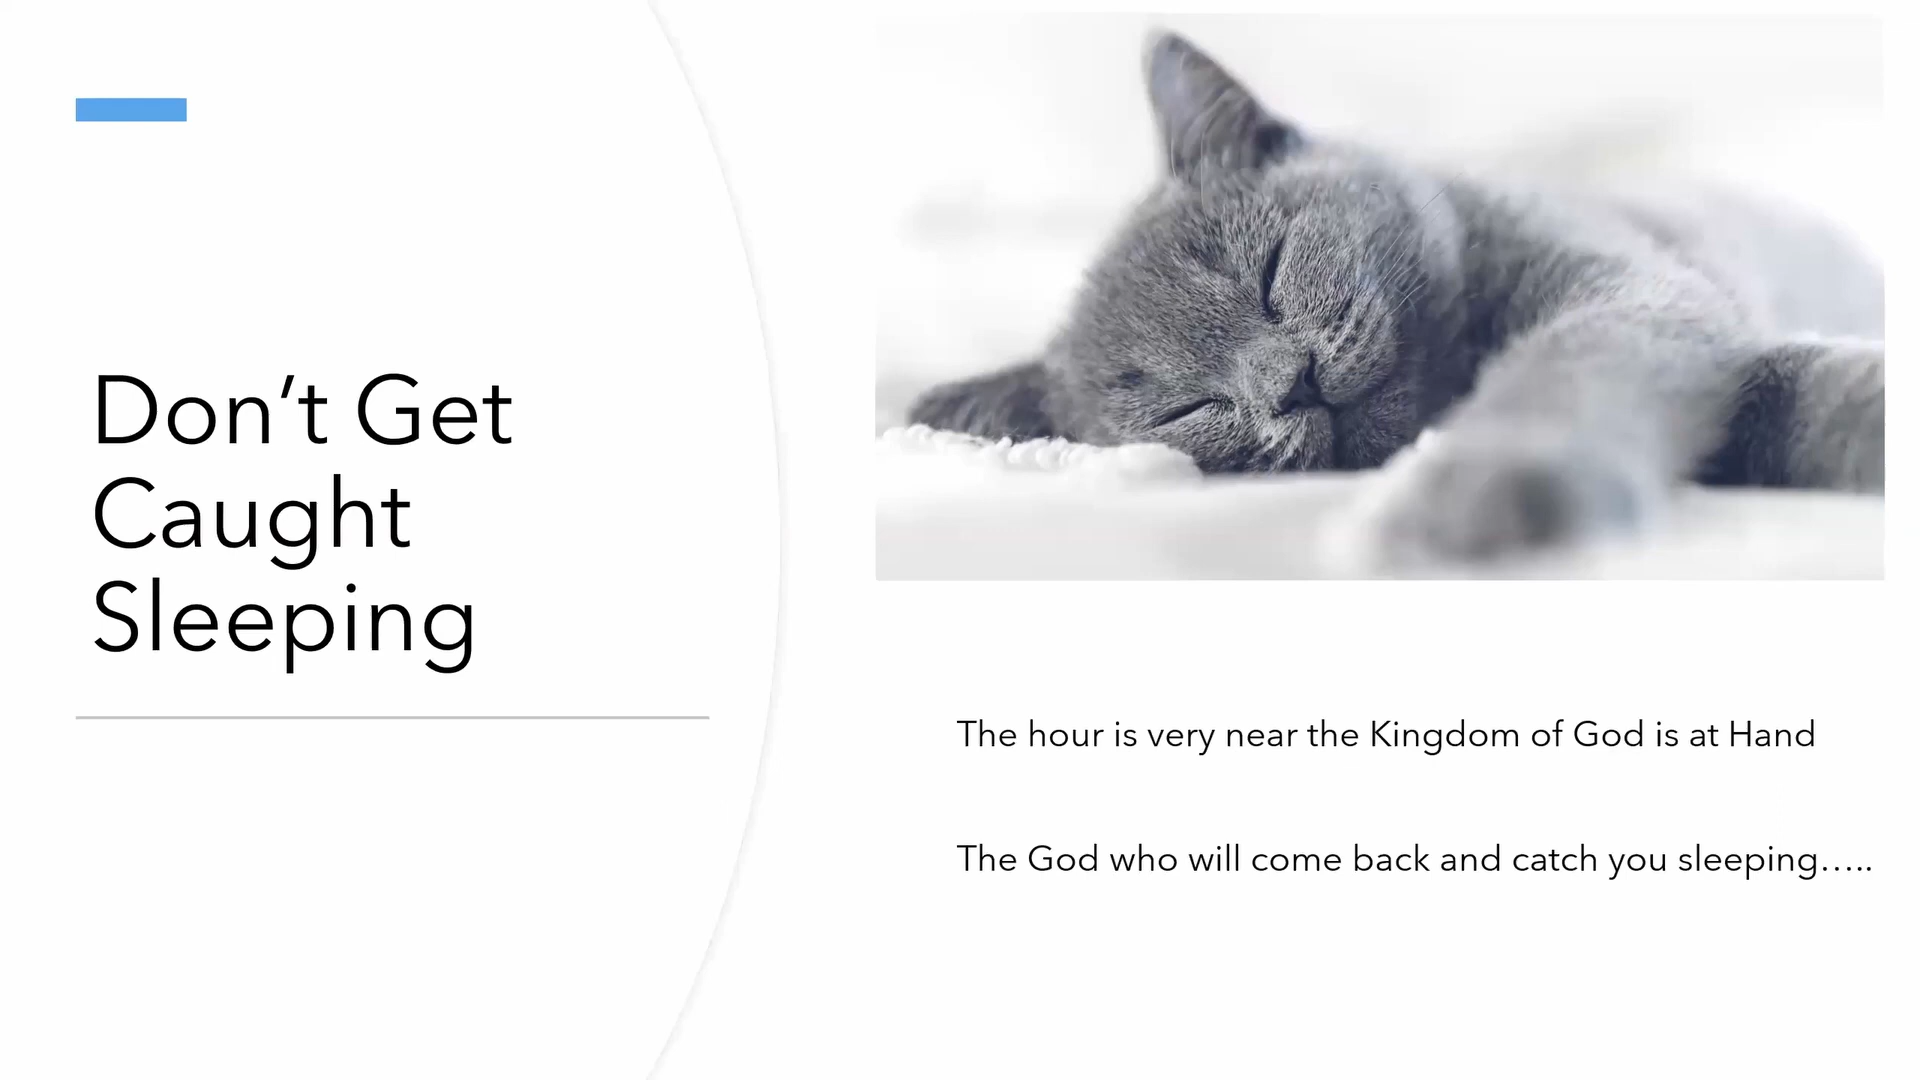 Don’t Get
Caught
Sleeping
The hour is very near the Kingdom of God is at Hand
The God who will come back and catch you sleeping…..